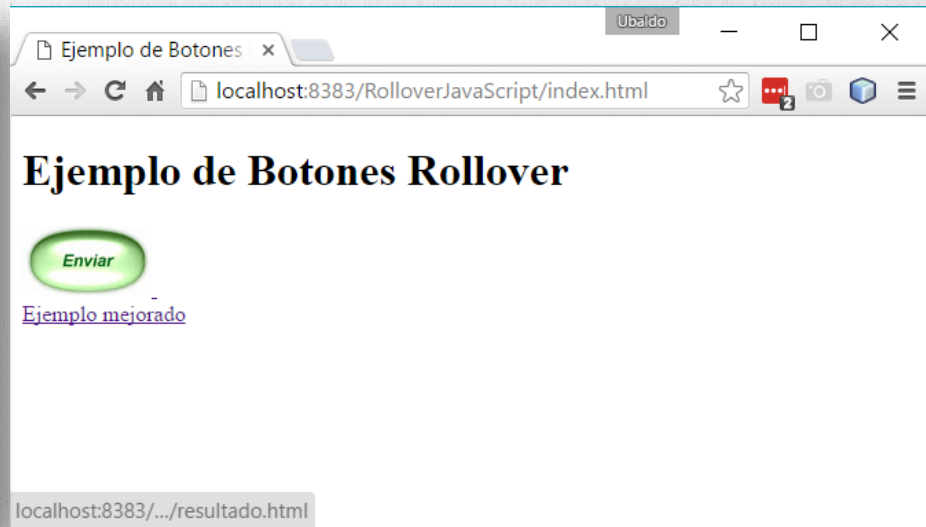 Ubaldo
Ejemplo de Botones
localhost:8383/RolloverJavaScript/index.html
2
Ejemplo de Botones Rollover
Enviar
Ejemplo mejorado
localhost:8383/.../resultado.html